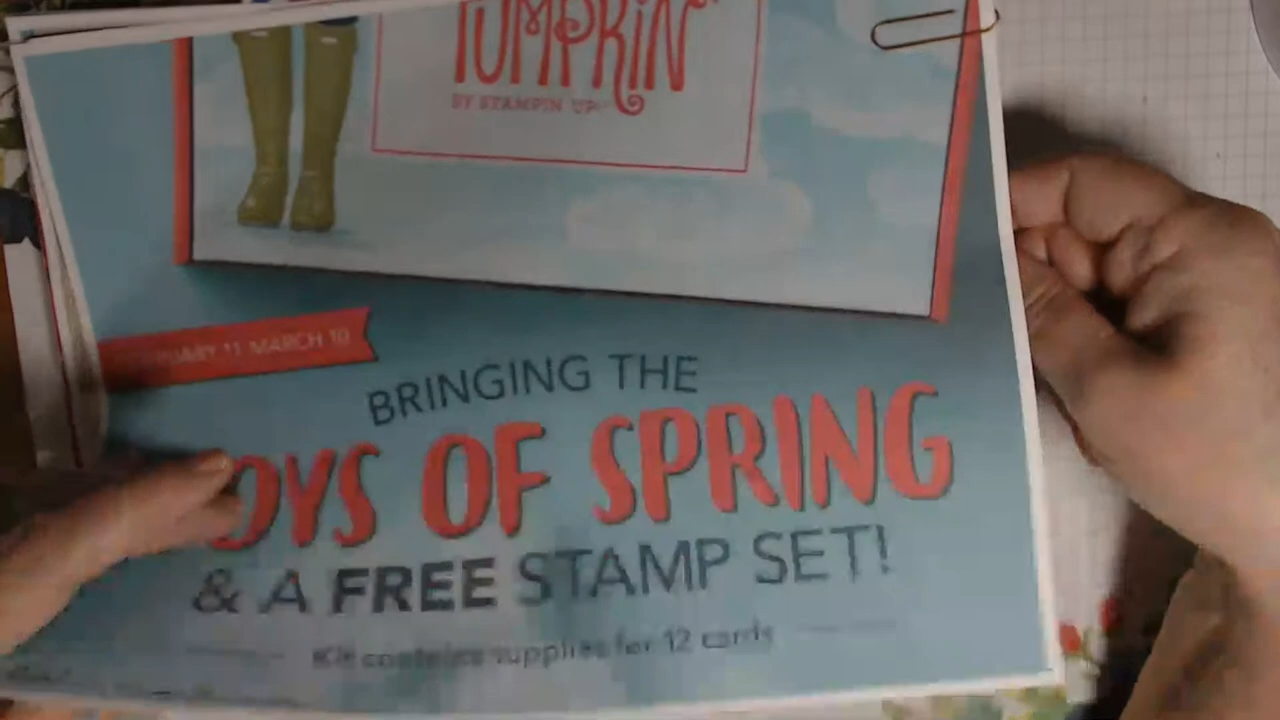 PUMPKIN
BY STAMPIN' UP!
11-MARCH 10
BRINGING THE
OYS OF SPRING
& A FREE STAMP SET!
Kit contains supplies for 12 cards